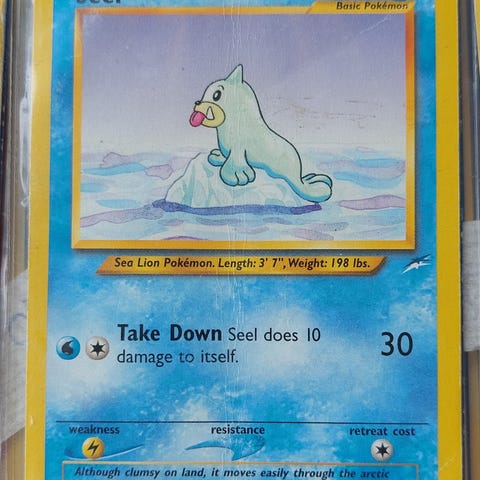 Seel
Basic Pokémon
Sea Lion Pokémon. Length: 3' 7", Weight: 198 lbs.
Take Down Seel does 10 30
damage to itself.
weakness resistance retreat cost
Although clumsy on land, it moves easily through the arctic